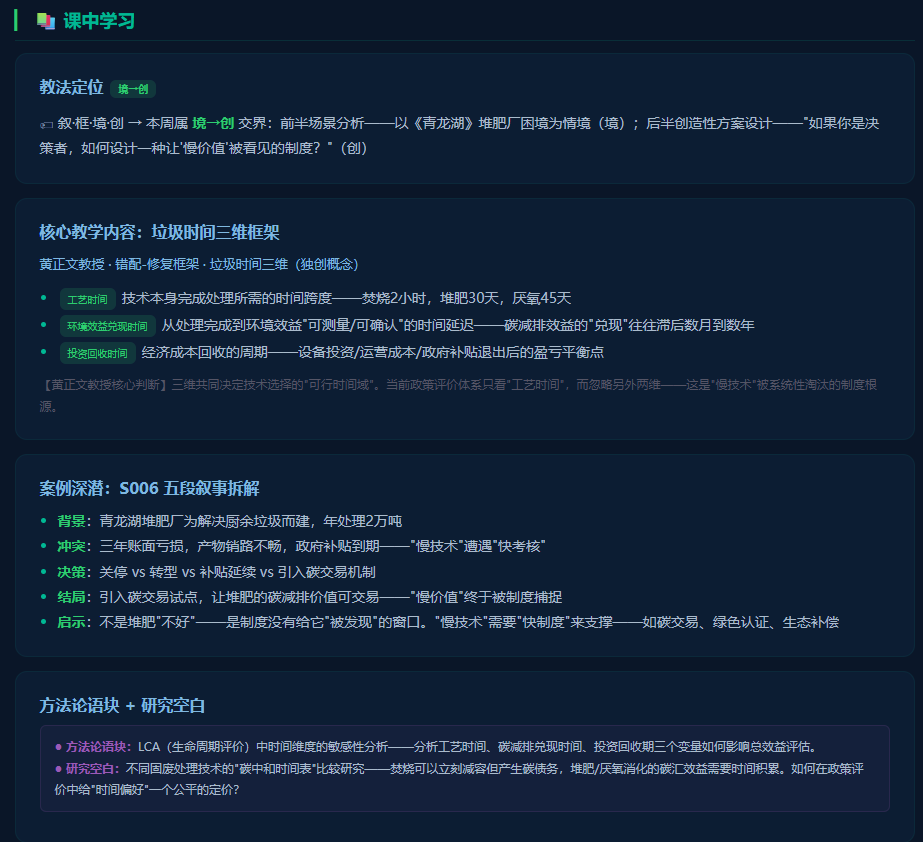 课中学习
教法定位 境→创
叙·框·境·创 → 本周属 境→创 交界：前半场景分析——以《青龙湖》堆肥厂困境为情境（境）；后半创造性方案设计——"如果你是决
策者，如何设计一种让'慢价值'被看见的制度？"（创）
核心教学内容：垃圾时间三维框架
黄正文教授 · 错配-修复框架 · 垃圾时间三维（独创概念）
工艺时间 技术本身完成处理所需的时间跨度——焚烧2小时，堆肥30天，厌氧45天
环境效益兑现时间 从处理完成到环境效益"可测量/可确认"的时间延迟——碳减排效益的"兑现"往往滞后数月到数年
投资回收时间 经济成本回收的周期——设备投资/运营成本/政府补贴退出后的盈亏平衡点
【黄正文教授核心判断】三维共同决定技术选择的"可行时间域"。当前政策评价体系只看"工艺时间"，而忽略另外两维——这是"慢技术"被系统性淘汰的制度根
源。
案例深潜：S006 五段叙事拆解
背景：青龙湖堆肥厂为解决厨余垃圾而建，年处理2万吨
冲突：三年账面亏损，产物销路不畅，政府补贴到期——"慢技术"遭遇"快考核"
决策：关停 vs 转型 vs 补贴延续 vs 引入碳交易机制
结局：引入碳交易试点，让堆肥的碳减排价值可交易——"慢价值"终于被制度捕捉
启示：不是堆肥"不好"——是制度没有给它"被发现"的窗口。"慢技术"需要"快制度"来支撑——如碳交易、绿色认证、生态补偿
方法论语块 + 研究空白
● 方法论语块：LCA（生命周期评价）中时间维度的敏感性分析——分析工艺时间、碳减排兑现时间、投资回收期三个变量如何影响总效益评估。
● 研究空白：不同固废处理技术的"碳中和时间表"比较研究——焚烧可以立刻减容但产生碳债务，堆肥/厌氧消化的碳汇效益需要时间积累。如何在政策评
价中给"时间偏好"一个公平的定价？